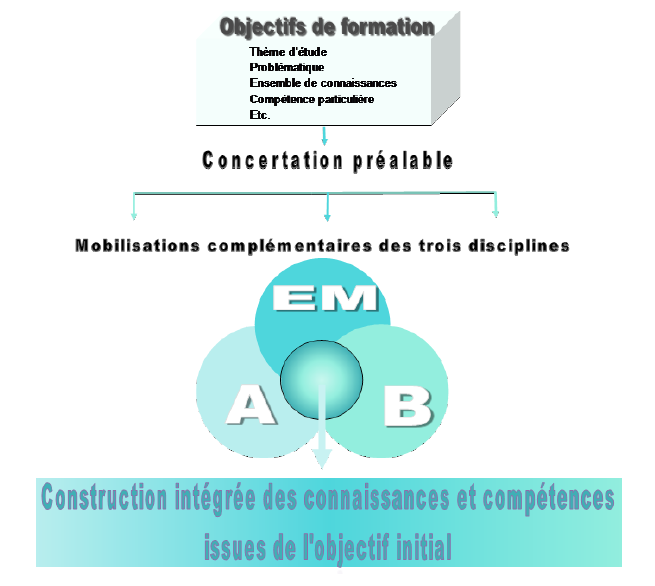 Objectifs de formation
Thème d'étude
Problématique
Ensemble de connaissances
Compétence particulière
Etc.
Concertation préalable
Mobilisations complémentaires des trois disciplines
EM
A B
Construction intégrée des connaissances et compétences
issues de l'objectif initial